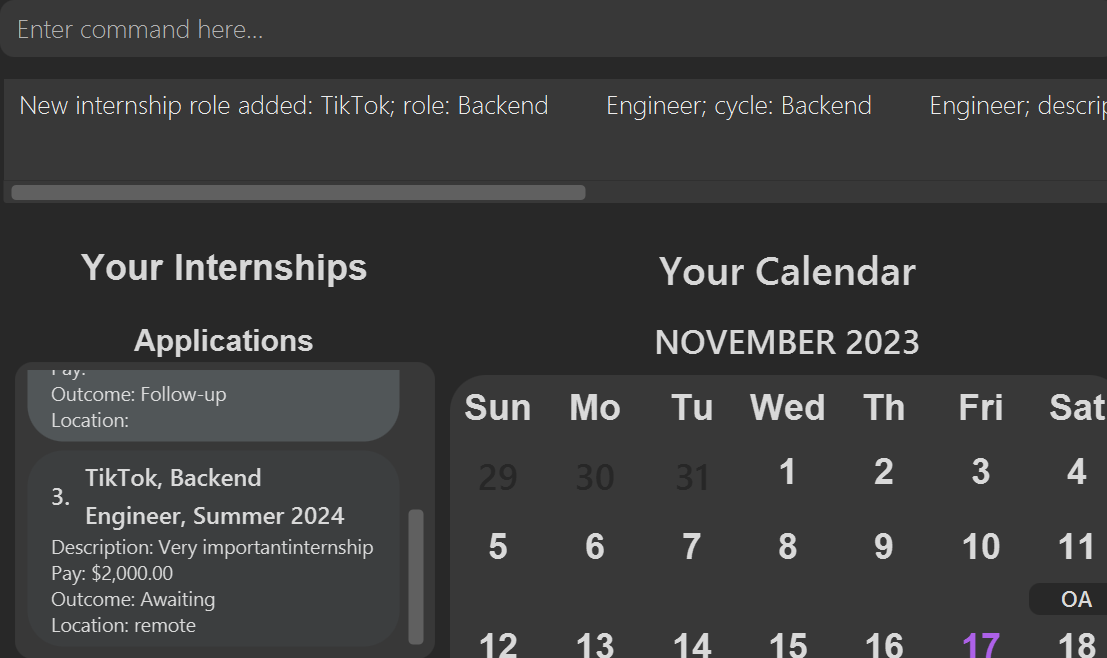 Enter command here...
New internship role added: TikTok; role: Backend Engineer; cycle: Backend Engineer; descrip
Your Internships
Applications
Pay:
Outcome: Follow-up
Location:
3.
TikTok, Backend
Engineer, Summer 2024
Description: Very importantinternship
Pay: $2,000.00
Outcome: Awaiting
Location: remote
Your Calendar
NOVEMBER 2023
Sun Mo Tu Wed Th Fri Sat
29 30 31 1 2 3 4
5 6 7 8 9 10 11
OA
12 13 14 15 16 17 18